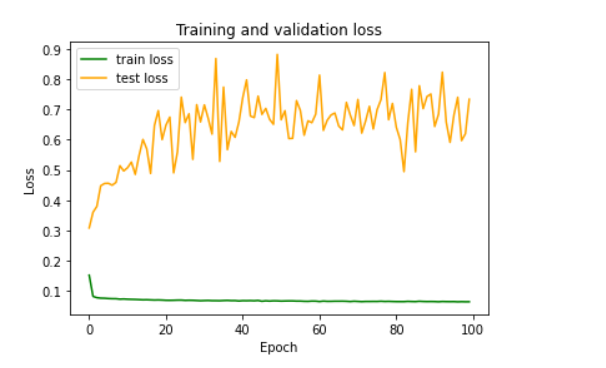 Training and validation loss
train loss
test loss
0.9
0.8
0.7
0.6
0.5
0.4
0.3
0.2
0.1
Loss
0 20 40 60 80 100
Epoch